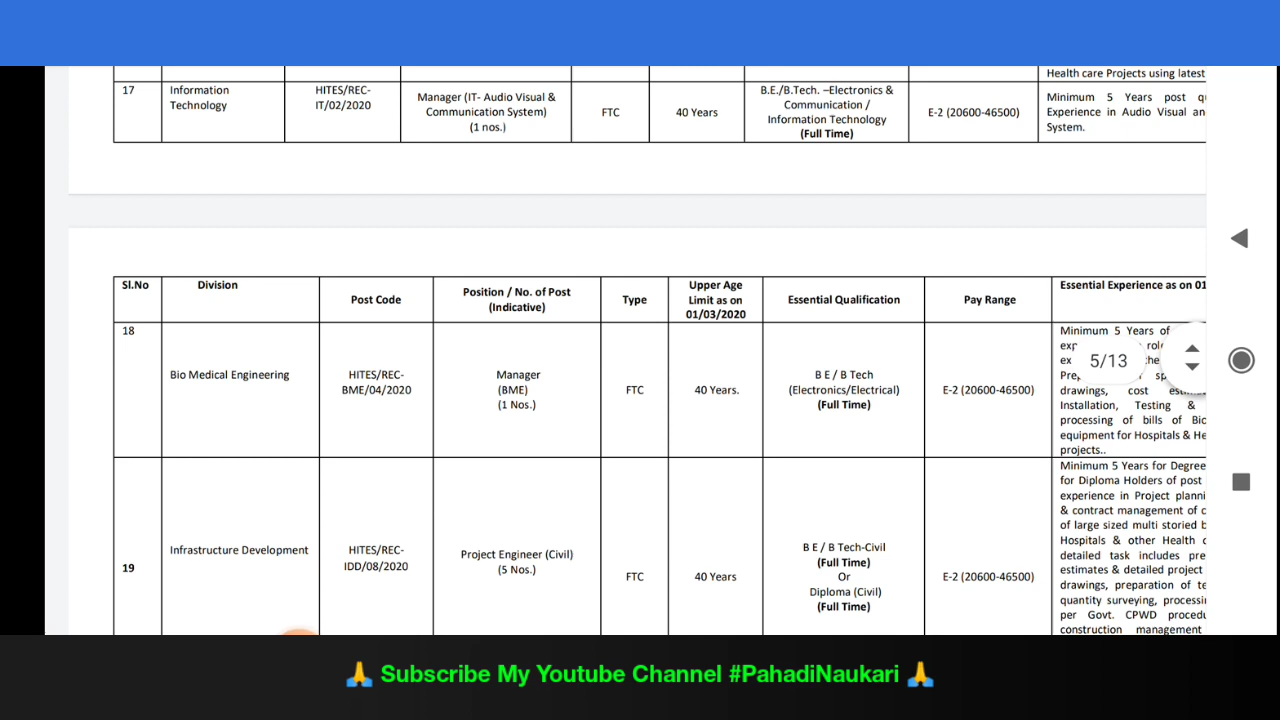 Health care Projects using latest
17 Information Technology HITES/REC-IT/02/2020 Manager (IT- Audio Visual & Communication System) (1 nos.) FTC 40 Years B.E./B.Tech. –Electronics & Communication / Information Technology (Full Time) E-2 (20600-46500)
Minimum 5 Years post
Experience in Audio Visual
System.
Sl.No Division Post Code Position / No. of Post (Indicative) Type Upper Age Limit as on 01/03/2020 Essential Qualification Pay Range Essential Experience as on 01
18 Bio Medical Engineering HITES/REC-BME/04/2020 Manager (BME) (1 Nos.) FTC 40 Years. B E / B Tech (Electronics/Electrical) (Full Time) E-2 (20600-46500)
Minimum 5 Years of
5/13
drawings, cost
Installation, Testing &
processing of bills of
equipment for Hospitals &
projects..
19 Infrastructure Development HITES/REC-IDD/08/2020 Project Engineer (Civil) (5 Nos.) FTC 40 Years B E / B Tech-Civil (Full Time) Or Diploma (Civil) (Full Time) E-2 (20600-46500)
Minimum 5 Years for Degree
for Diploma Holders of post
experience in Project
& contract management of
of large sized multi storied
Hospitals & other Health
detailed task includes
estimates & detailed project
drawings, preparation of
quantity surveying,
per Govt. CPWD
construction management
🙏 Subscribe My Youtube Channel #PahadiNaukari 🙏